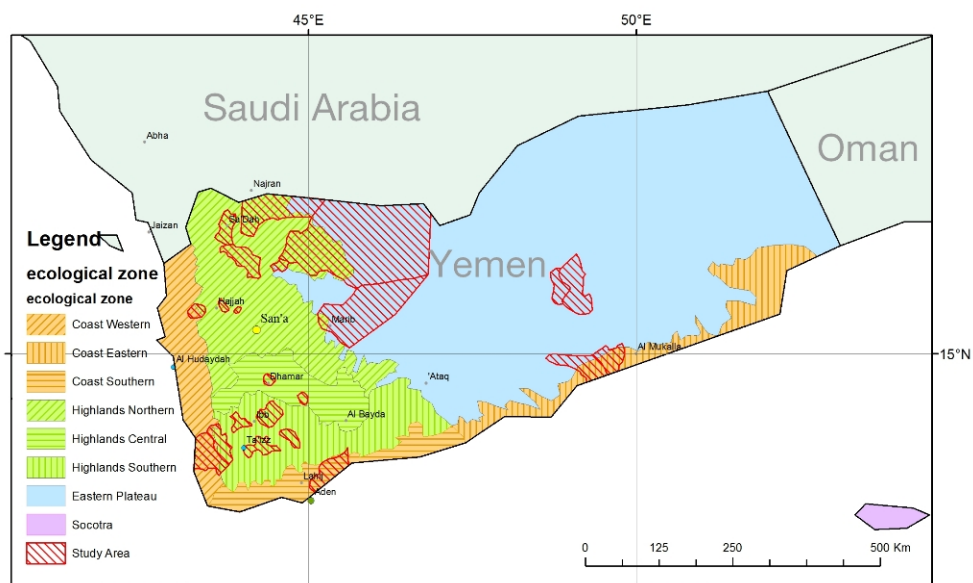 45°E
50°E
Saudi Arabia
Oman
Abha
Najran
Jaizan
Sa'Dah
Yemen
Hajjah
San'a
Marib
15°N
Al Hudaydah
Al Mukalla
Dhamar
'Ataq
Ibb
Al Bayda
Ta'izz
Lahij
Aden
Legend
ecological zone
ecological zone
Coast Western
Coast Eastern
Coast Southern
Highlands Northern
Highlands Central
Highlands Southern
Eastern Plateau
Socotra
Study Area
0 125 250 500 Km